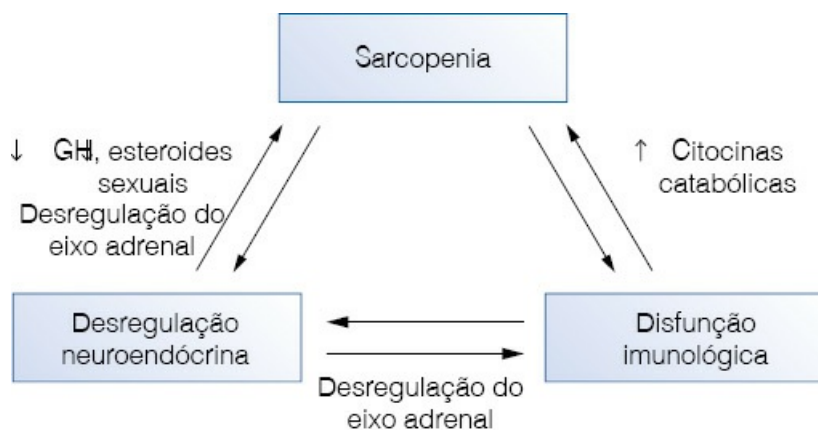 Sarcopenia
↓ GH, esteroides
sexuais
Desregulação do
eixo adrenal
↑ Citocinas
catabólicas
Desregulação
neuroendócrina
Disfunção
imunológica
Desregulação do
eixo adrenal